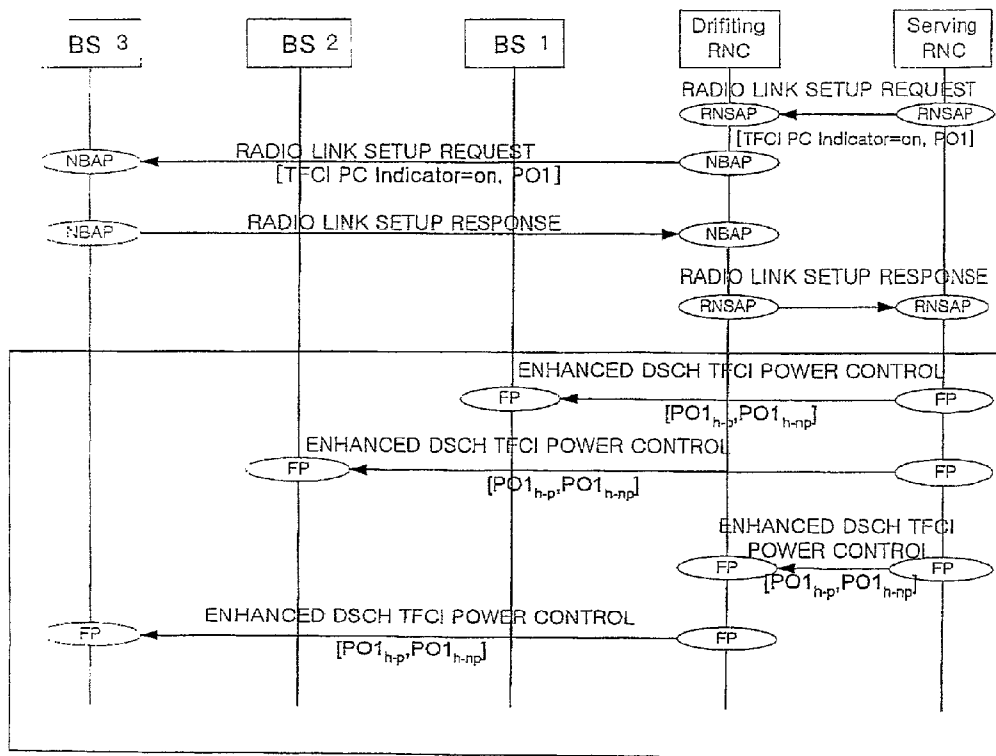 BS 3
BS 2
BS 1
Drifiting
RNC
Serving
RNC
RADIO LINK SETUP REQUEST
RNSAP
RNSAP
[TFCI PC Indicator=on, PO1]
RADIO LINK SETUP REQUEST
NBAP
NBAP
[TFCI PC Indicator=on, PO1]
RADIO LINK SETUP RESPONSE
NBAP
NBAP
RADIO LINK SETUP RESPONSE
RNSAP
RNSAP
ENHANCED DSCH TFCI POWER CONTROL
FP
FP
[PO1h-p,PO1h-np]
ENHANCED DSCH TFCI POWER CONTROL
FP
FP
[PO1h-p,PO1h-np]
ENHANCED DSCH TFCI
POWER CONTROL
FP
FP
[PO1h-p,PO1h-np]
ENHANCED DSCH TFCI POWER CONTROL
FP
FP
[PO1h-p,PO1h-np]